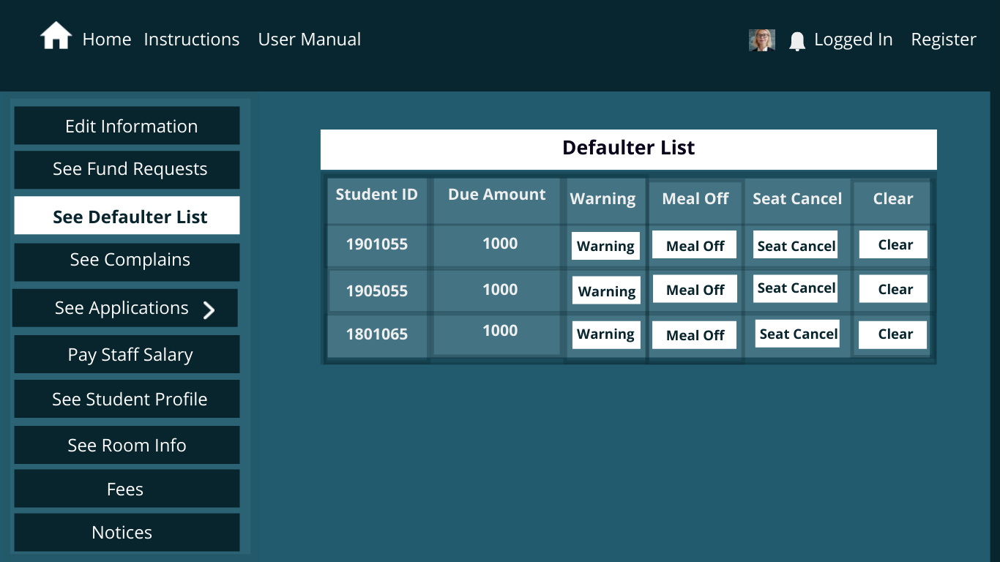 Home Instructions User Manual Logged In Register
Edit Information
See Fund Requests
See Defaulter List
See Complains
See Applications
Pay Staff Salary
See Student Profile
See Room Info
Fees
Notices
Defaulter List
Student ID Due Amount Warning Meal Off Seat Cancel Clear
1901055 1000 Warning Meal Off Seat Cancel Clear
1905055 1000 Warning Meal Off Seat Cancel Clear
1801065 1000 Warning Meal Off Seat Cancel Clear